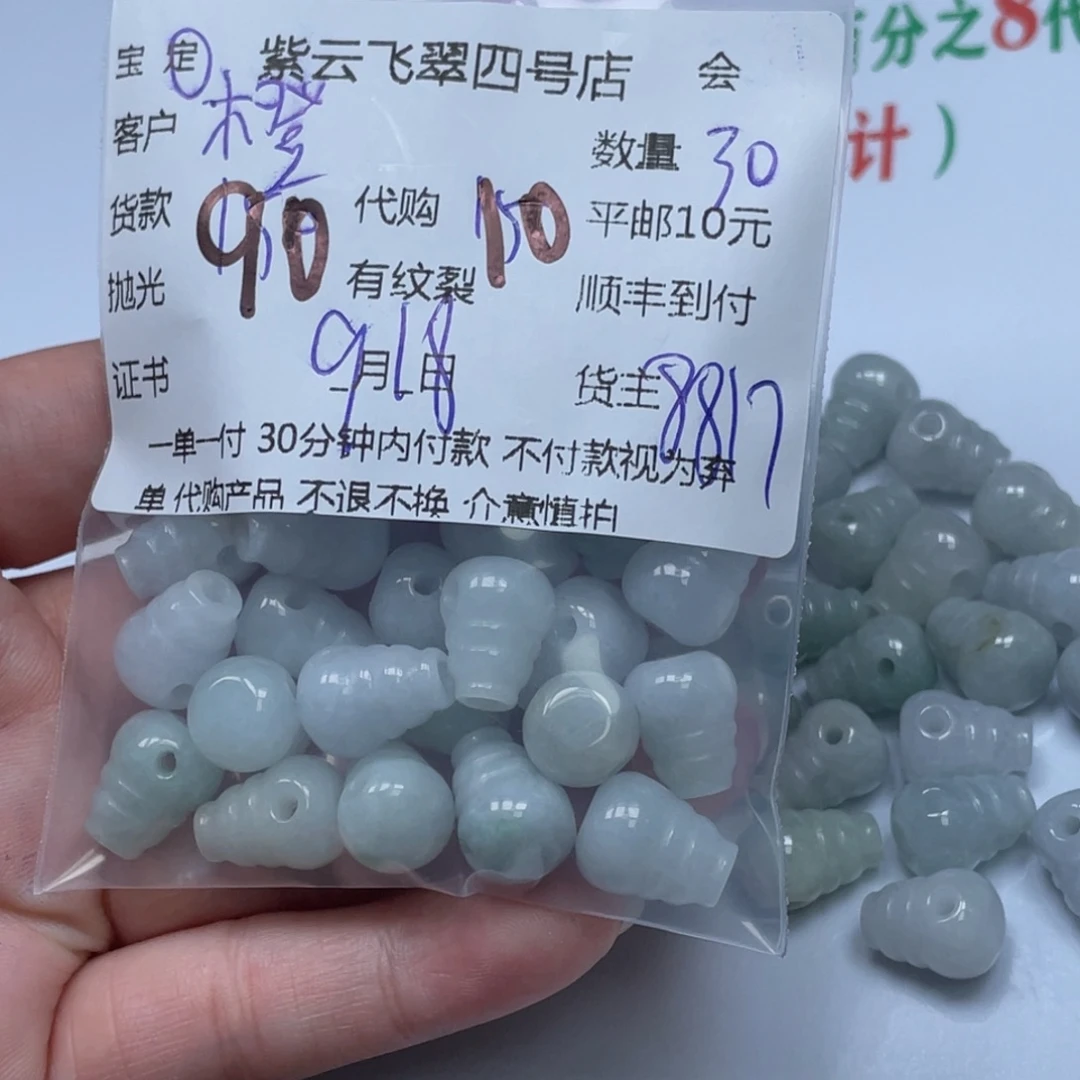 宝 定 紫云飞翠四号店 会
客户 橙 数量 30
货款 90 代购 10 平邮10元
抛光 有纹裂 顺丰到付
证书 9月18日 货主 8817
一单一付 30分钟内付款 不付款视为弃
单 代购产品 不退不换 介意慎拍
分之8代
计）